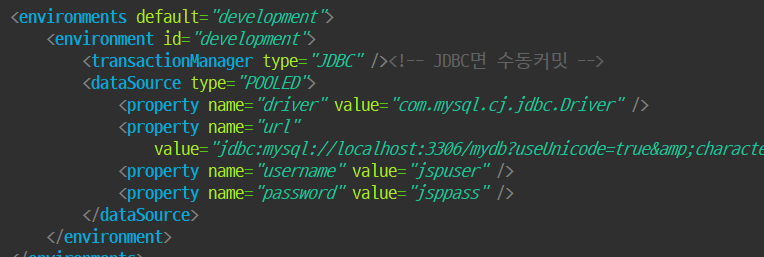 <environments default="development">
<environment id="development">
<transactionManager type="JDBC" /><!-- JDBC면 수동커밋 -->
<dataSource type="POOLED">
<property name="driver" value="com.mysql.cj.jdbc.Driver" />
<property name="url"
value="jdbc:mysql://localhost:3306/mydb?useUnicode=true&amp;characte
<property name="username" value="jspuser" />
<property name="password" value="jsppass" />
</dataSource>
</environment>
</environments>